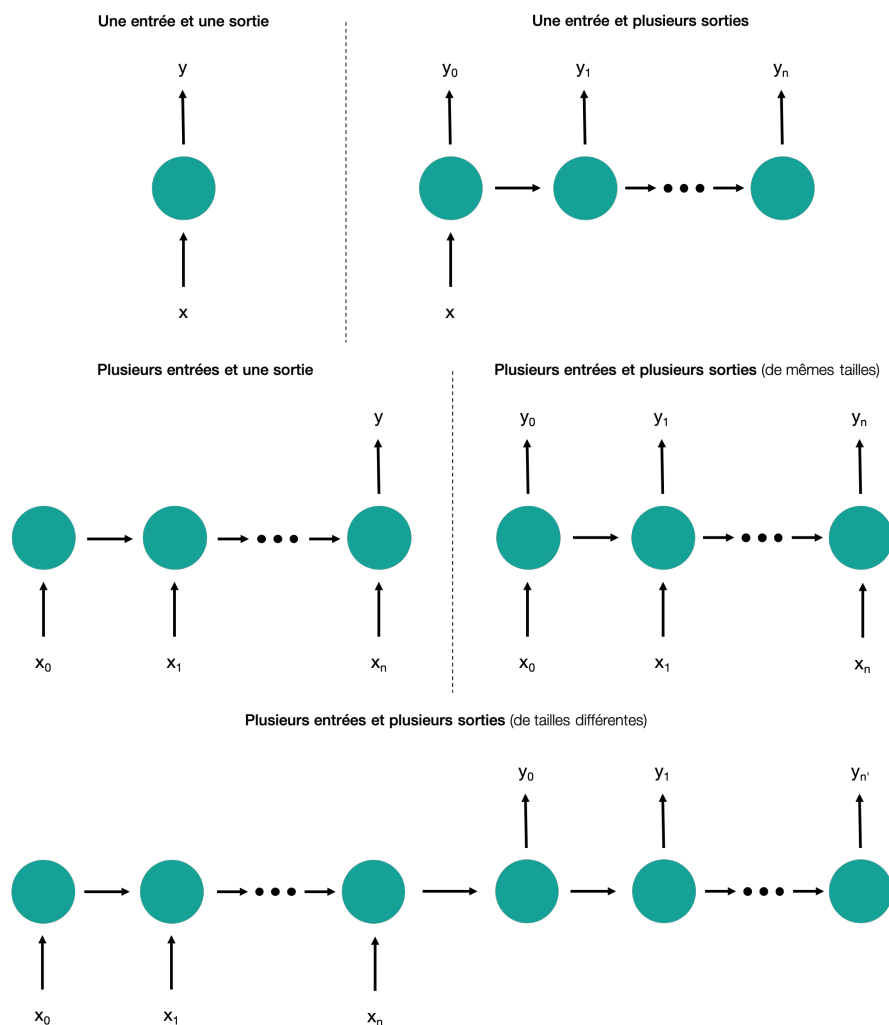 Une entrée et une sortie
Une entrée et plusieurs sorties
y
y₀ y₁ yₙ
x
x
Plusieurs entrées et une sortie
Plusieurs entrées et plusieurs sorties (de mêmes tailles)
y
y₀ y₁ yₙ
x₀ x₁ xₙ
x₀ x₁ xₙ
Plusieurs entrées et plusieurs sorties (de tailles différentes)
y₀ y₁ yₙ'
x₀ x₁ xₙ